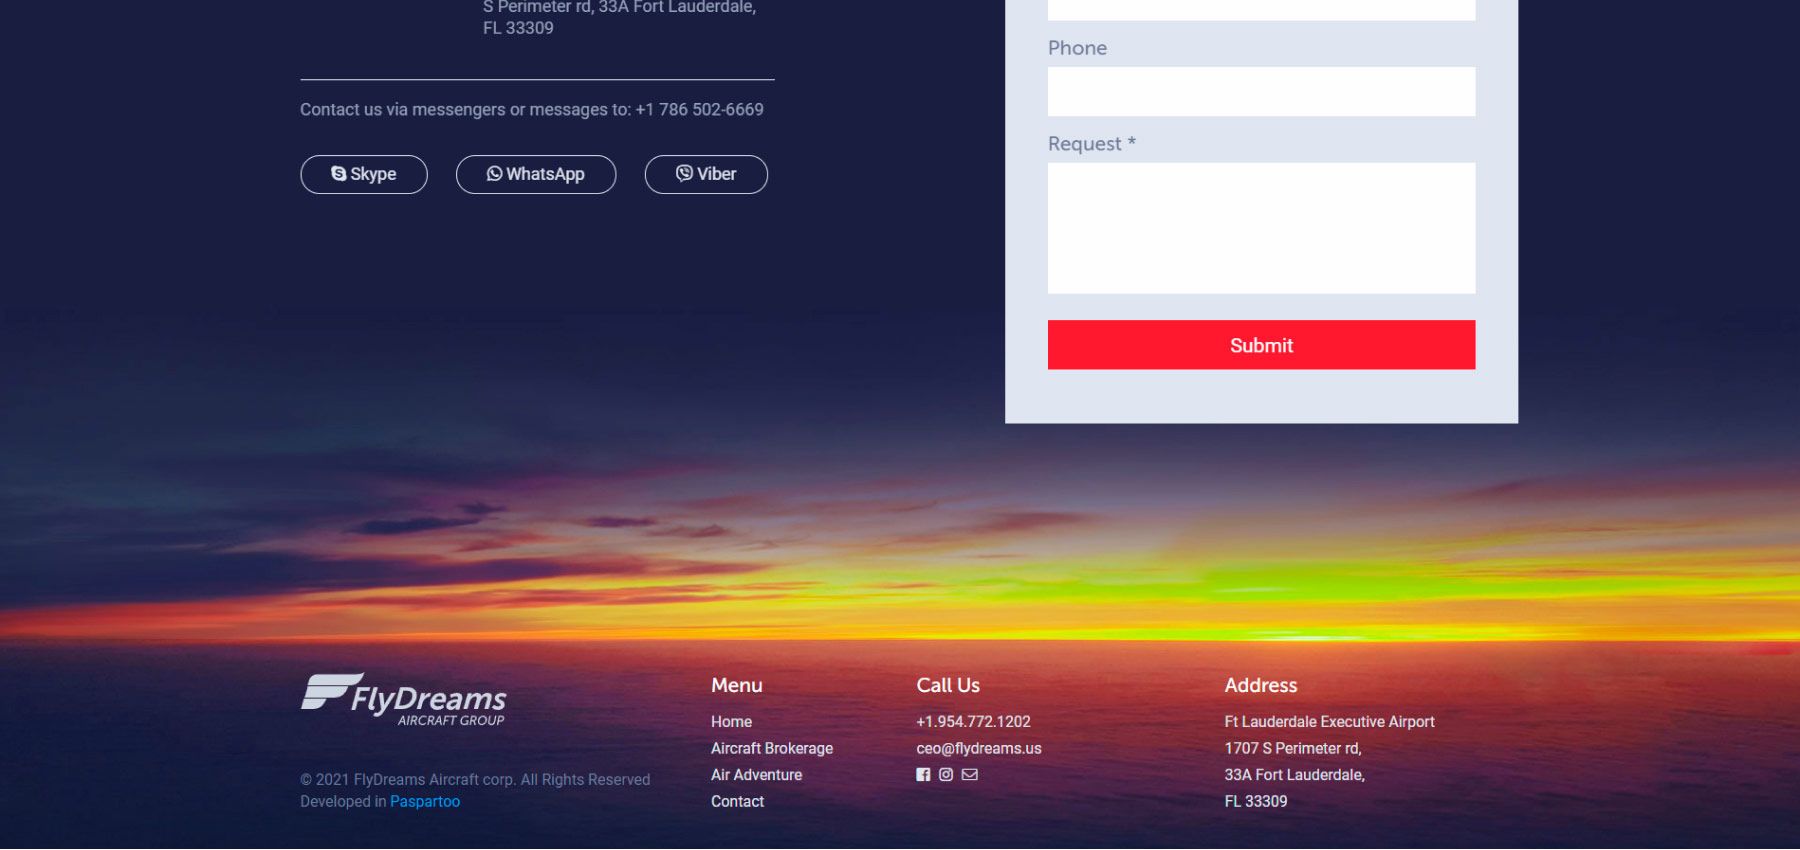 S Perimeter rd, 33A Fort Lauderdale,
FL 33309
Contact us via messengers or messages to: +1 786 502-6669
Skype
WhatsApp
Viber
Phone
Request *
Submit
FlyDreams
AIRCRAFT GROUP
© 2021 FlyDreams Aircraft corp. All Rights Reserved
Developed in Paspartoo
Menu
Home
Aircraft Brokerage
Air Adventure
Contact
Call Us
+1.954.772.1202
ceo@flydreams.us
Address
Ft Lauderdale Executive Airport
1707 S Perimeter rd,
33A Fort Lauderdale,
FL 33309